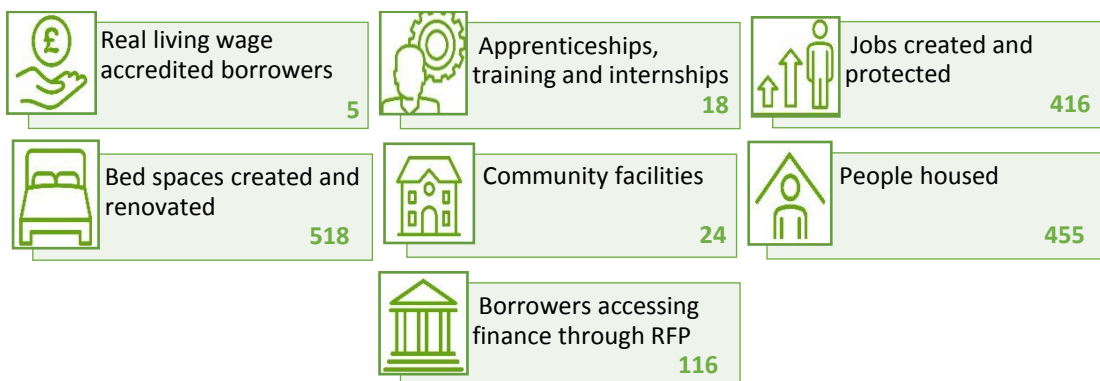 £
Real living wage
accredited borrowers
5
Apprenticeships,
training and internships
18
Jobs created and
protected
416
Bed spaces created and
renovated
518
Community facilities
24
People housed
455
Borrowers accessing
finance through RFP
116